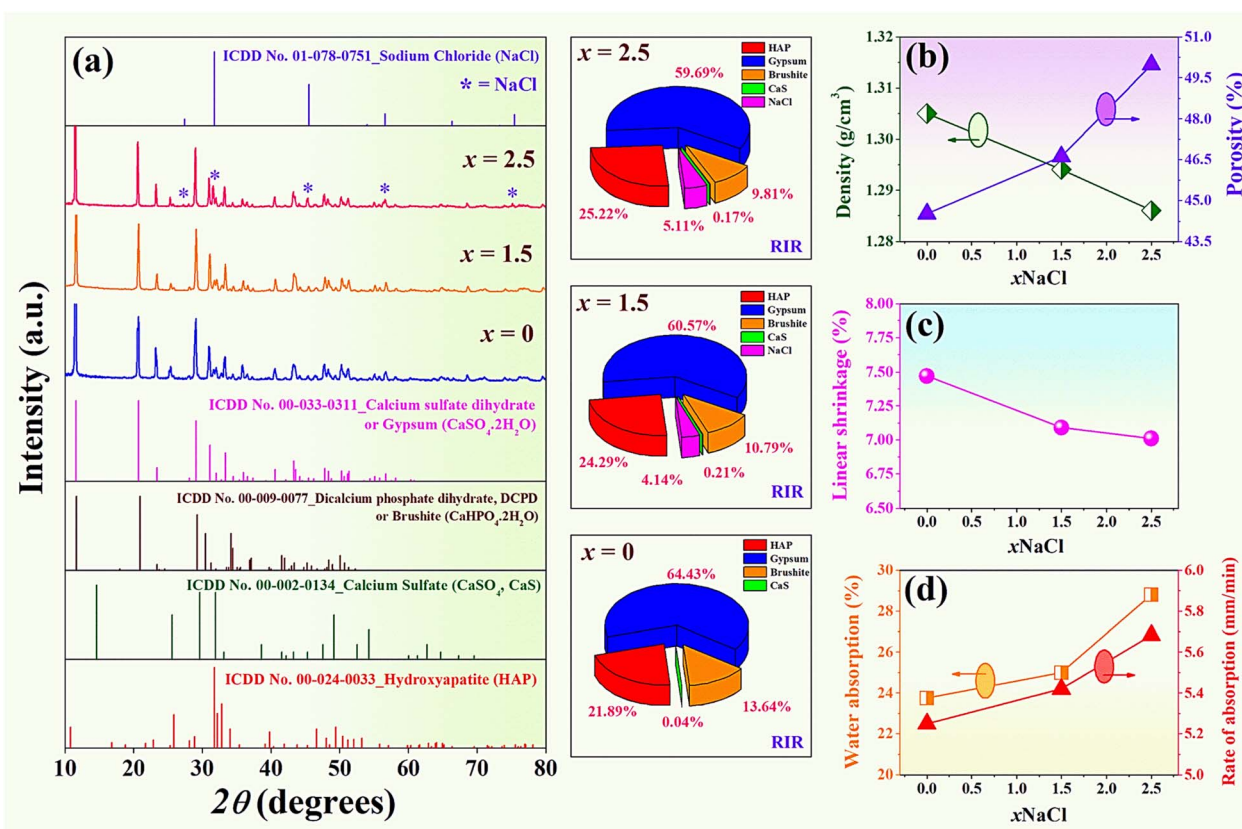 (a)
ICDD No. 01-078-0751_Sodium Chloride (NaCl)
* = NaCl
x = 2.5
* * * * *
x = 1.5
x = 0
ICDD No. 00-033-0311_Calcium sulfate dihydrate
or Gypsum (CaSO4.2H2O)
ICDD No. 00-009-0077_Dicalcium phosphate dihydrate, DCPD
or Brushite (CaHPO4.2H2O)
ICDD No. 00-002-0134_Calcium Sulfate (CaSO4, CaS)
ICDD No. 00-024-0033_Hydroxyapatite (HAP)
Intensity (a.u.)
10 20 30 40 50 60 70 80
2θ (degrees)
x = 2.5
HAP
Gypsum
Brushite
CaS
NaCl
59.69%
9.81%
0.17%
5.11%
25.22%
RIR
x = 1.5
HAP
Gypsum
Brushite
CaS
NaCl
60.57%
10.79%
0.21%
4.14%
24.29%
RIR
x = 0
HAP
Gypsum
Brushite
CaS
64.43%
13.64%
0.04%
21.89%
RIR
(b)
Density (g/cm3)
1.32
1.31
1.30
1.29
1.28
Porosity (%)
51.0
49.5
48.0
46.5
45.0
43.5
0.0 0.5 1.0 1.5 2.0 2.5
xNaCl
(c)
Linear shrinkage (%)
8.00
7.75
7.50
7.25
7.00
6.75
6.50
0.0 0.5 1.0 1.5 2.0 2.5
xNaCl
(d)
Water absorption (%)
30
28
26
24
22
20
Rate of absorption (mm/min)
6.0
5.8
5.6
5.4
5.2
5.0
0.0 0.5 1.0 1.5 2.0 2.5
xNaCl